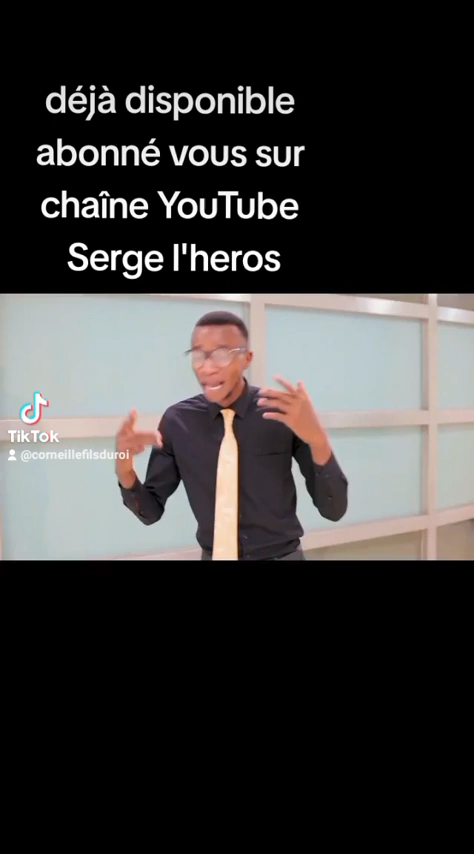 déjà disponible
abonné vous sur
chaîne YouTube
Serge l'heros
TikTok
@corneillefilsduroi